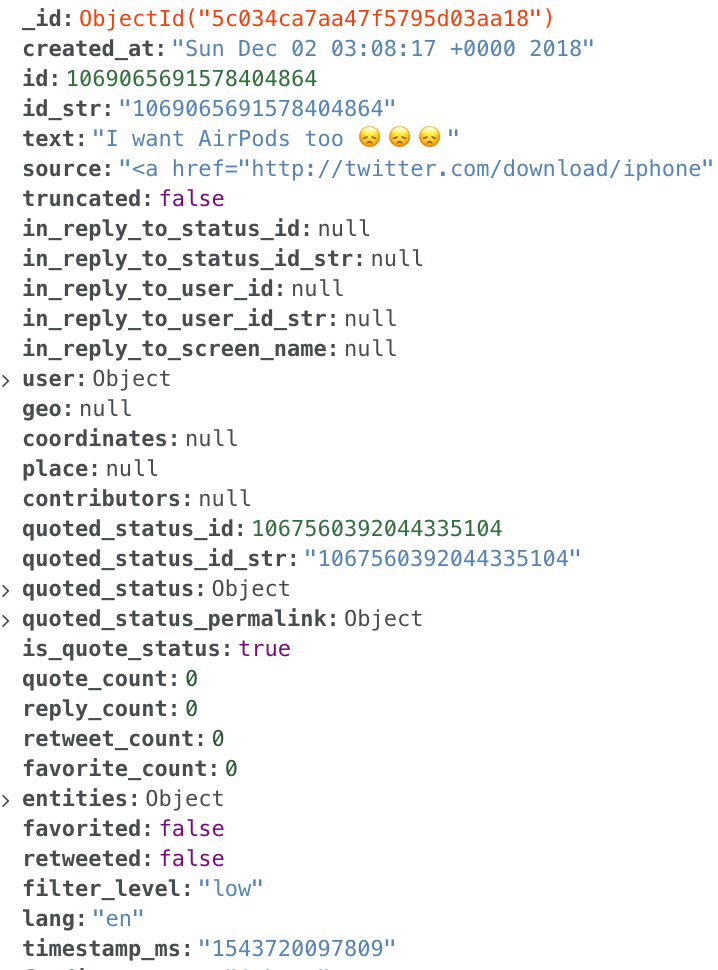 _id: ObjectId("5c034ca7aa47f5795d03aa18")
created_at: "Sun Dec 02 03:08:17 +0000 2018"
id: 1069065691578404864
id_str: "1069065691578404864"
text: "I want AirPods too 😞😞😞"
source: "<a href="http://twitter.com/download/iphone"
truncated: false
in_reply_to_status_id: null
in_reply_to_status_id_str: null
in_reply_to_user_id: null
in_reply_to_user_id_str: null
in_reply_to_screen_name: null
> user: Object
geo: null
coordinates: null
place: null
contributors: null
quoted_status_id: 1067560392044335104
quoted_status_id_str: "1067560392044335104"
> quoted_status: Object
> quoted_status_permalink: Object
is_quote_status: true
quote_count: 0
reply_count: 0
retweet_count: 0
favorite_count: 0
> entities: Object
favorited: false
retweeted: false
filter_level: "low"
lang: "en"
timestamp_ms: "1543720097809"